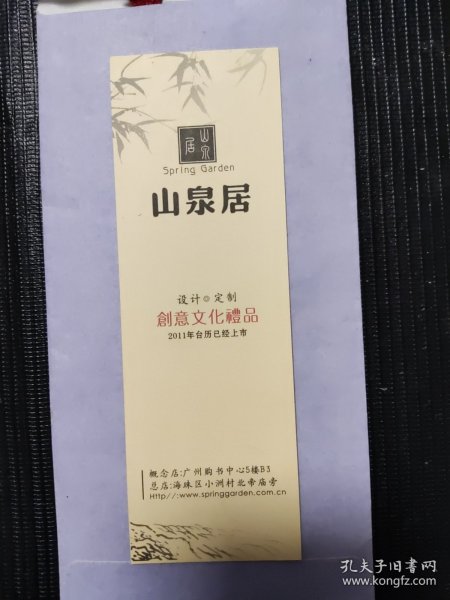 山泉
居
Spring Garden
山泉居
设计◎定制
創意文化禮品
2011年台历已经上市
概念店:广州购书中心5楼B3
总店:海珠区小洲村北帝庙旁
Http//:www.springgarden.com.cn
孔夫子旧书网
www.kongfz.com